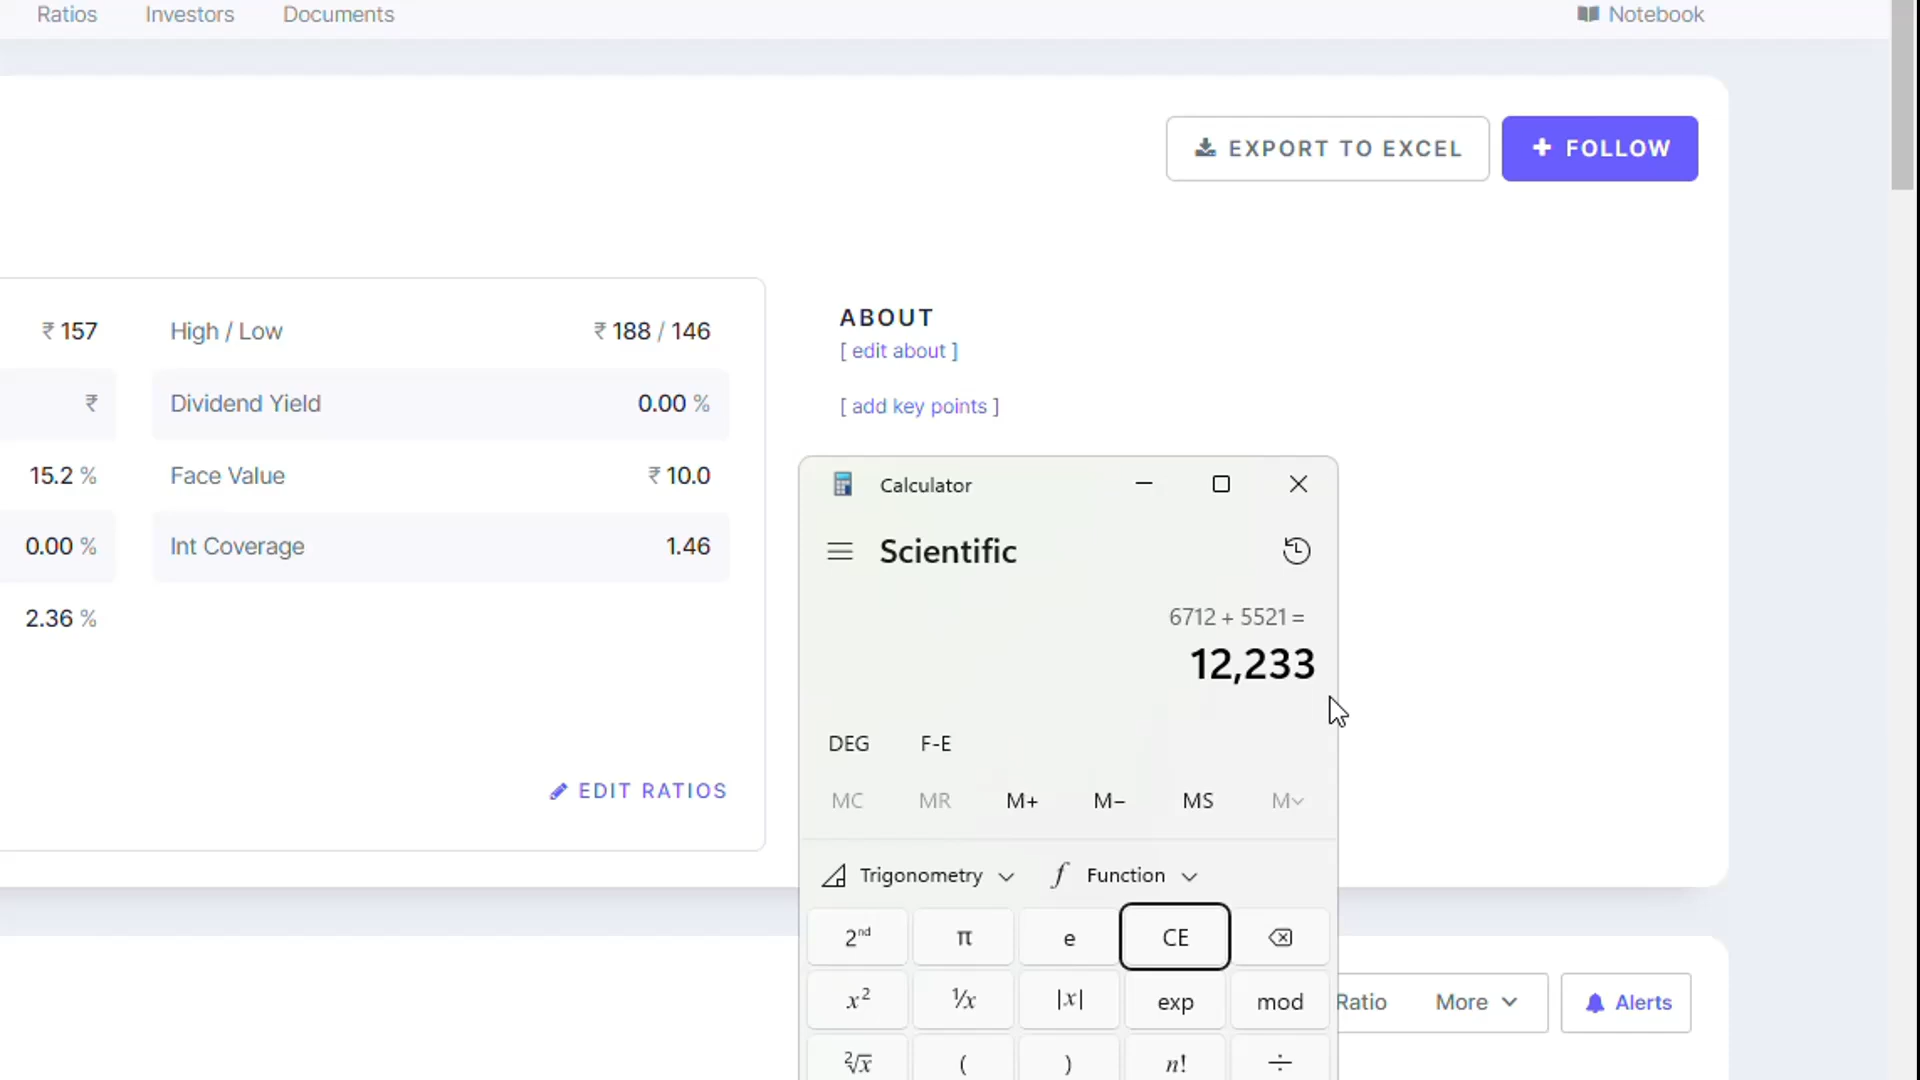 Ratios Investors Documents Notebook
EXPORT TO EXCEL + FOLLOW
₹ 157 High / Low ₹ 188 / 146
₹ Dividend Yield 0.00 %
15.2 % Face Value ₹ 10.0
0.00 % Int Coverage 1.46
2.36 %
EDIT RATIOS
ABOUT
[ edit about ]
[ add key points ]
Calculator
Scientific
6712 + 5521 =
12,233
DEG F-E
MC MR M+ M− MS M
Trigonometry f Function
2nd π e CE
x² ¹/x |x| exp mod
²√x ( ) n! ÷
Ratio More Alerts